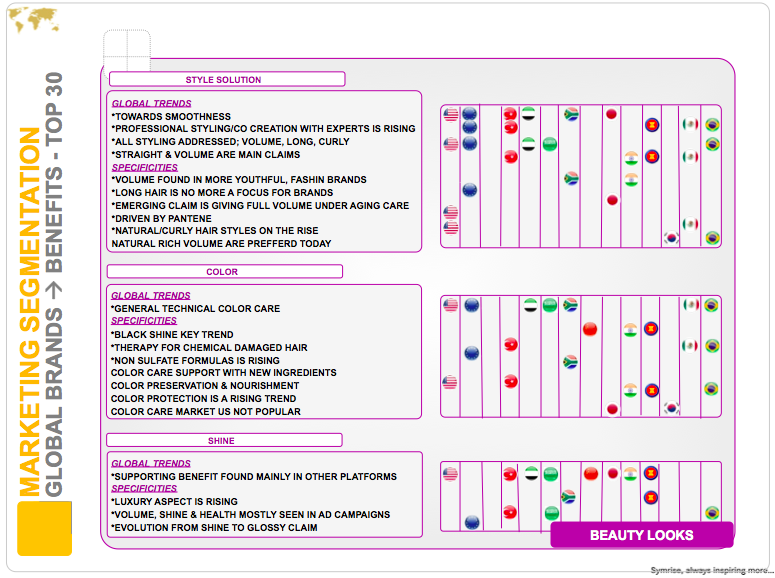 MARKETING SEGMENTATION
GLOBAL BRANDS → BENEFITS - TOP 30
STYLE SOLUTION
GLOBAL TRENDS
*TOWARDS SMOOTHNESS
*PROFESSIONAL STYLING/CO CREATION WITH EXPERTS IS RISING
*ALL STYLING ADDRESSED; VOLUME, LONG, CURLY
*STRAIGHT & VOLUME ARE MAIN CLAIMS
SPECIFICITIES
*VOLUME FOUND IN MORE YOUTHFUL, FASHIN BRANDS
*LONG HAIR IS NO MORE A FOCUS FOR BRANDS
*EMERGING CLAIM IS GIVING FULL VOLUME UNDER AGING CARE
*DRIVEN BY PANTENE
*NATURAL/CURLY HAIR STYLES ON THE RISE
NATURAL RICH VOLUME ARE PREFFERD TODAY
COLOR
GLOBAL TRENDS
*GENERAL TECHNICAL COLOR CARE
SPECIFICITIES
*BLACK SHINE KEY TREND
*THERAPY FOR CHEMICAL DAMAGED HAIR
*NON SULFATE FORMULAS IS RISING
COLOR CARE SUPPORT WITH NEW INGREDIENTS
COLOR PRESERVATION & NOURISHMENT
COLOR PROTECTION IS A RISING TREND
COLOR CARE MARKET US NOT POPULAR
SHINE
GLOBAL TRENDS
*SUPPORTING BENEFIT FOUND MAINLY IN OTHER PLATFORMS
SPECIFICITIES
*LUXURY ASPECT IS RISING
*VOLUME, SHINE & HEALTH MOSTLY SEEN IN AD CAMPAIGNS
*EVOLUTION FROM SHINE TO GLOSSY CLAIM
BEAUTY LOOKS
Symrise, always inspiring more...